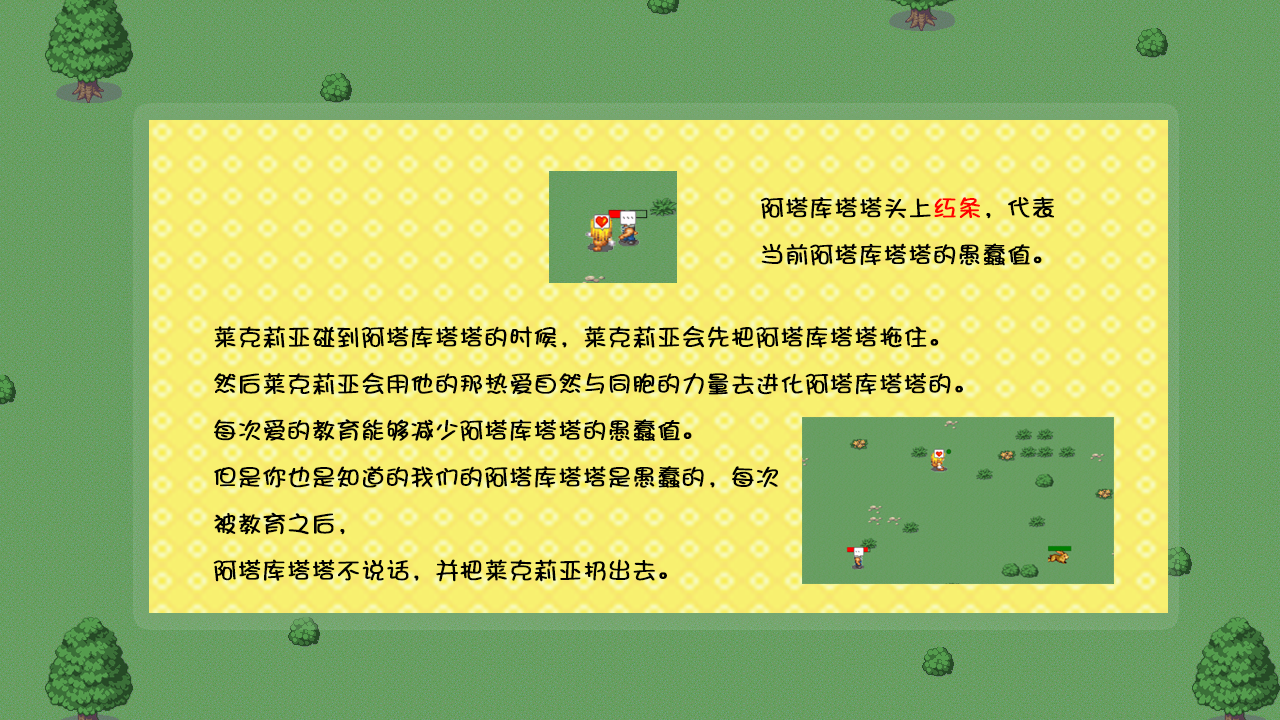 阿塔库塔塔头上红条，代表
当前阿塔库塔塔的愚蠢值。
莱克莉亚碰到阿塔库塔塔的时候，莱克莉亚会先把阿塔库塔塔拖住。
然后莱克莉亚会用他的那热爱自然与同胞的力量去进化阿塔库塔塔的。
每次爱的教育能够减少阿塔库塔塔的愚蠢值。
但是你也是知道的我们的阿塔库塔塔是愚蠢的，每次
被教育之后，
阿塔库塔塔不说话，并把莱克莉亚扔出去。